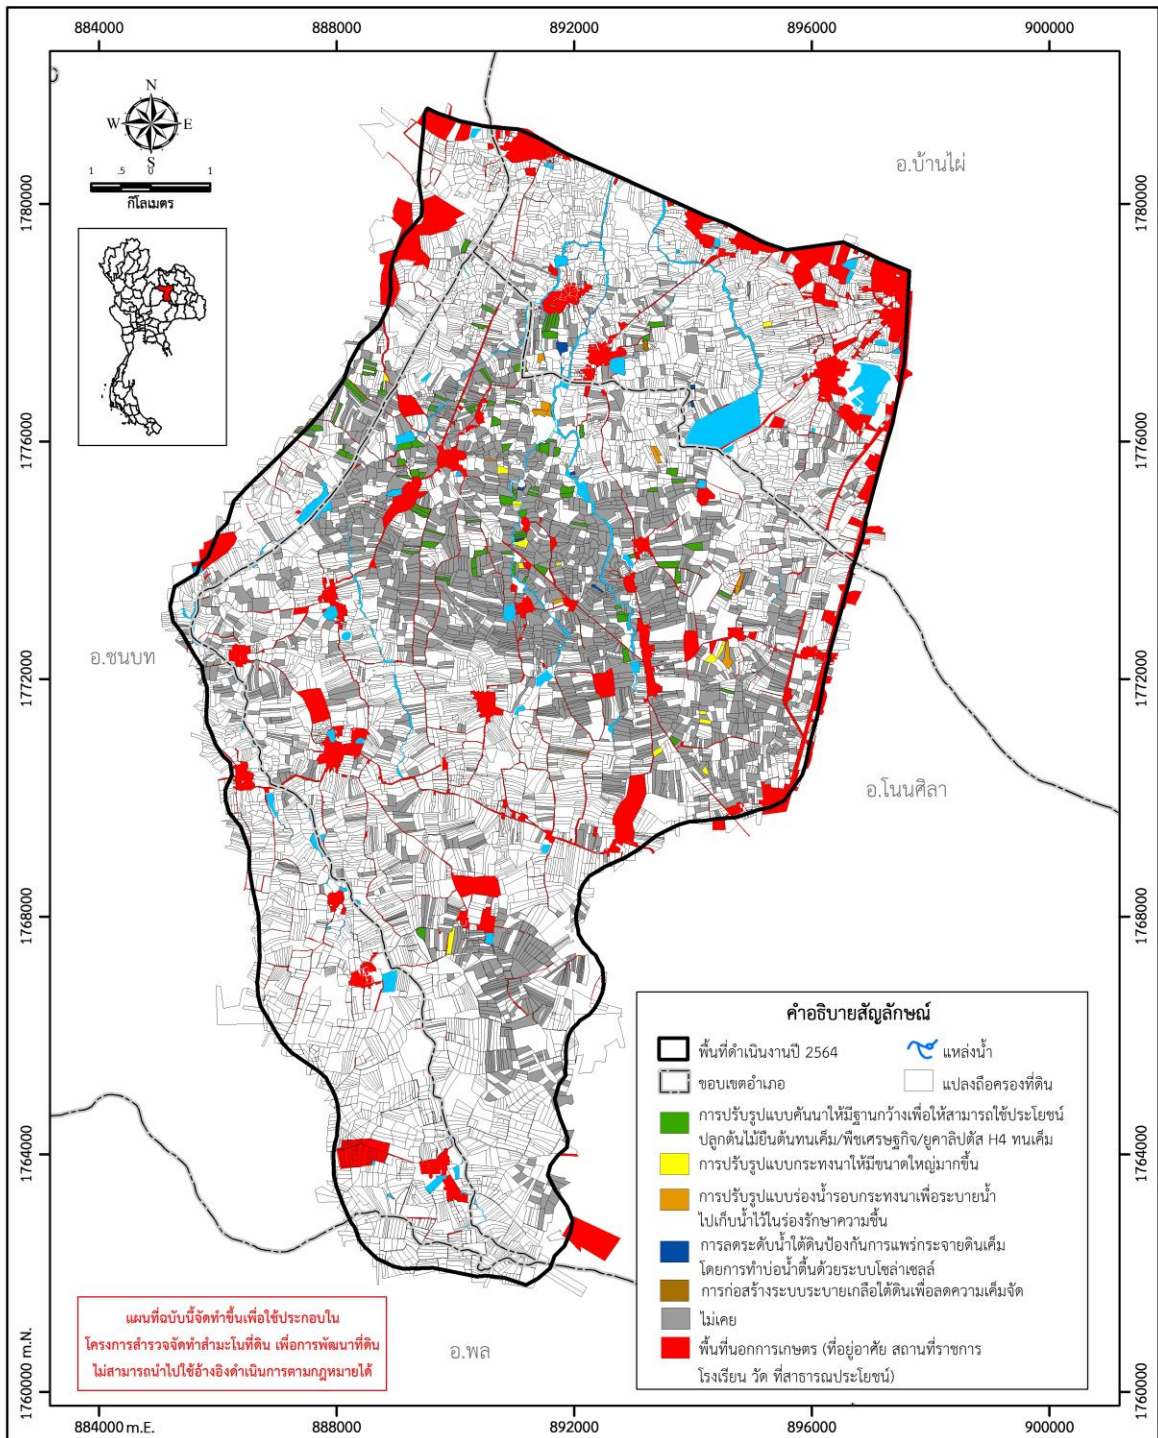 884000 888000 892000 896000 900000
N
W E
S
1 .5 0 1
กิโลเมตร
อ.บ้านไผ่
1780000 1780000
1776000 1776000
อ.ชนบท
1772000 1772000
อ.โนนศิลา
1768000 1768000
คำอธิบายสัญลักษณ์
พื้นที่ดำเนินงานปี 2564 แหล่งน้ำ
ขอบเขตอำเภอ แปลงถือครองที่ดิน
การปรับรูปแบบคันนาให้มีฐานกว้างเพื่อให้สามารถใช้ประโยชน์
ปลูกต้นไม้ยืนต้นทนเค็ม/พืชเศรษฐกิจ/ยูคาลิปตัส H4 ทนเค็ม
การปรับรูปแบบกระทงนาให้มีขนาดใหญ่มากขึ้น
การปรับรูปแบบร่องน้ำรอบกระทงนาเพื่อระบายน้ำ
ไปเก็บน้ำไว้ในร่องรักษาความชื้น
การลดระดับน้ำใต้ดินป้องกันการแพร่กระจายดินเค็ม
โดยการทำบ่อน้ำตื้นด้วยระบบโซล่าเซลล์
การก่อสร้างระบบระบายเกลือใต้ดินเพื่อลดความเค็มจัด
ไม่เคย
พื้นที่นอกการเกษตร (ที่อยู่อาศัย สถานที่ราชการ
โรงเรียน วัด ที่สาธารณประโยชน์)
1764000 1764000
แผนที่ฉบับนี้จัดทำขึ้นเพื่อใช้ประกอบใน
โครงการสำรวจจัดทำสำมะโนที่ดิน เพื่อการพัฒนาที่ดิน
ไม่สามารถนำไปใช้อ้างอิงดำเนินการตามกฎหมายได้
อ.พล
1760000 m.N. 1760000
884000 m.E. 888000 892000 896000 900000